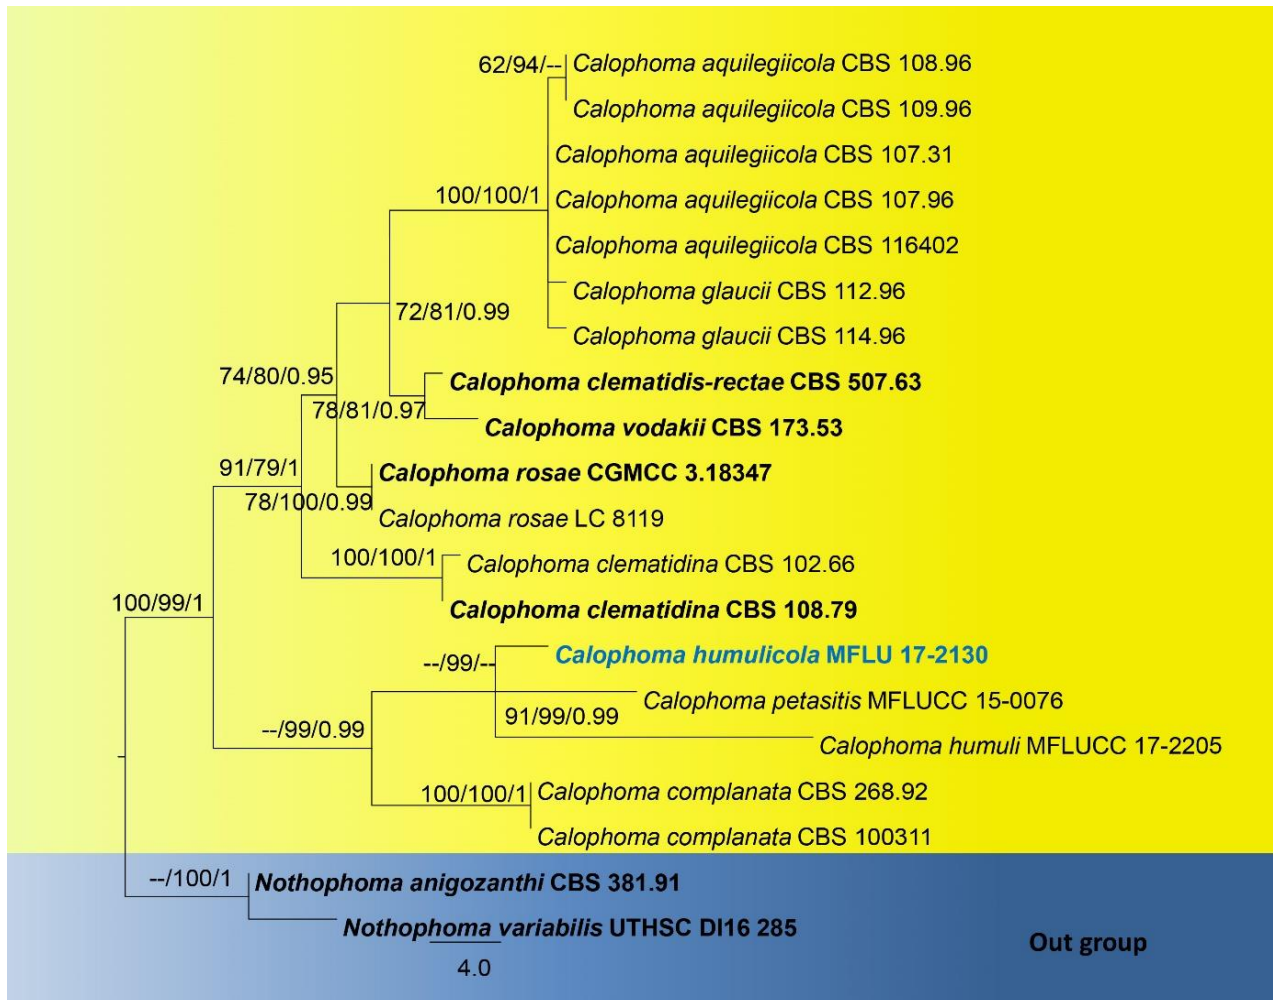 62/94/-- Calophoma aquilegiicola CBS 108.96
Calophoma aquilegiicola CBS 109.96
Calophoma aquilegiicola CBS 107.31
100/100/1 Calophoma aquilegiicola CBS 107.96
Calophoma aquilegiicola CBS 116402
Calophoma glaucii CBS 112.96
72/81/0.99
Calophoma glaucii CBS 114.96
74/80/0.95
Calophoma clematidis-rectae CBS 507.63
78/81/0.97
Calophoma vodakii CBS 173.53
91/79/1
Calophoma rosae CGMCC 3.18347
78/100/0.99
Calophoma rosae LC 8119
100/100/1 Calophoma clematidina CBS 102.66
100/99/1
Calophoma clematidina CBS 108.79
--/99/-- Calophoma humulicola MFLU 17-2130
Calophoma petasitis MFLUCC 15-0076
91/99/0.99
--/99/0.99
Calophoma humuli MFLUCC 17-2205
100/100/1 Calophoma complanata CBS 268.92
Calophoma complanata CBS 100311
--/100/1 Nothophoma anigozanthi CBS 381.91
Nothophoma variabilis UTHSC DI16 285
Out group
4.0